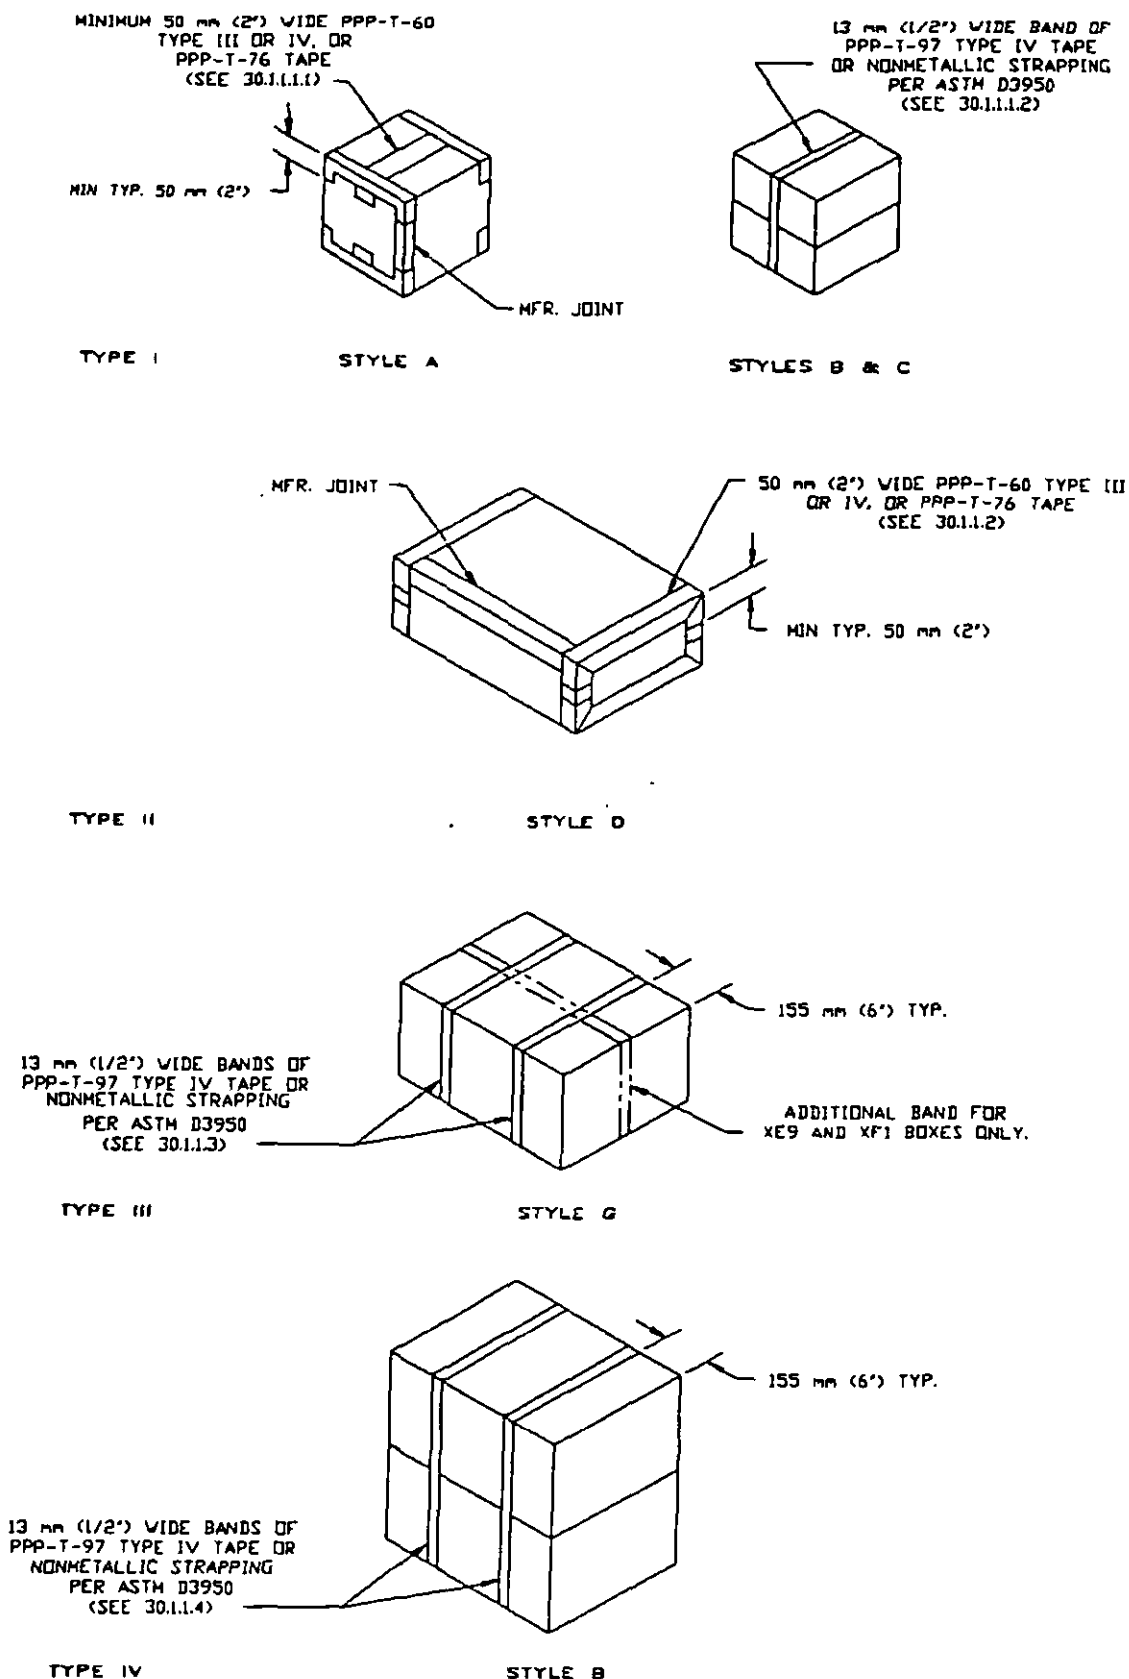 MINIMUM 50 mm (2") WIDE PPP-T-60
TYPE III OR IV, OR
PPP-T-76 TAPE
(SEE 30.1.1.1.1)
MIN TYP. 50 mm (2")
MFR. JOINT
13 mm (1/2") WIDE BAND OF
PPP-T-97 TYPE IV TAPE
OR NONMETALLIC STRAPPING
PER ASTM D3950
(SEE 30.1.1.1.2)
TYPE I
STYLE A
STYLES B & C
MFR. JOINT
50 mm (2") WIDE PPP-T-60 TYPE III
OR IV, OR PPP-T-76 TAPE
(SEE 30.1.1.2)
MIN TYP. 50 mm (2")
TYPE II
STYLE D
155 mm (6") TYP.
13 mm (1/2") WIDE BANDS OF
PPP-T-97 TYPE IV TAPE OR
NONMETALLIC STRAPPING
PER ASTM D3950
(SEE 30.1.1.3)
ADDITIONAL BAND FOR
XE9 AND XF1 BOXES ONLY.
TYPE III
STYLE G
155 mm (6") TYP.
13 mm (1/2") WIDE BANDS OF
PPP-T-97 TYPE IV TAPE OR
NONMETALLIC STRAPPING
PER ASTM D3950
(SEE 30.1.1.4)
TYPE IV
STYLE B